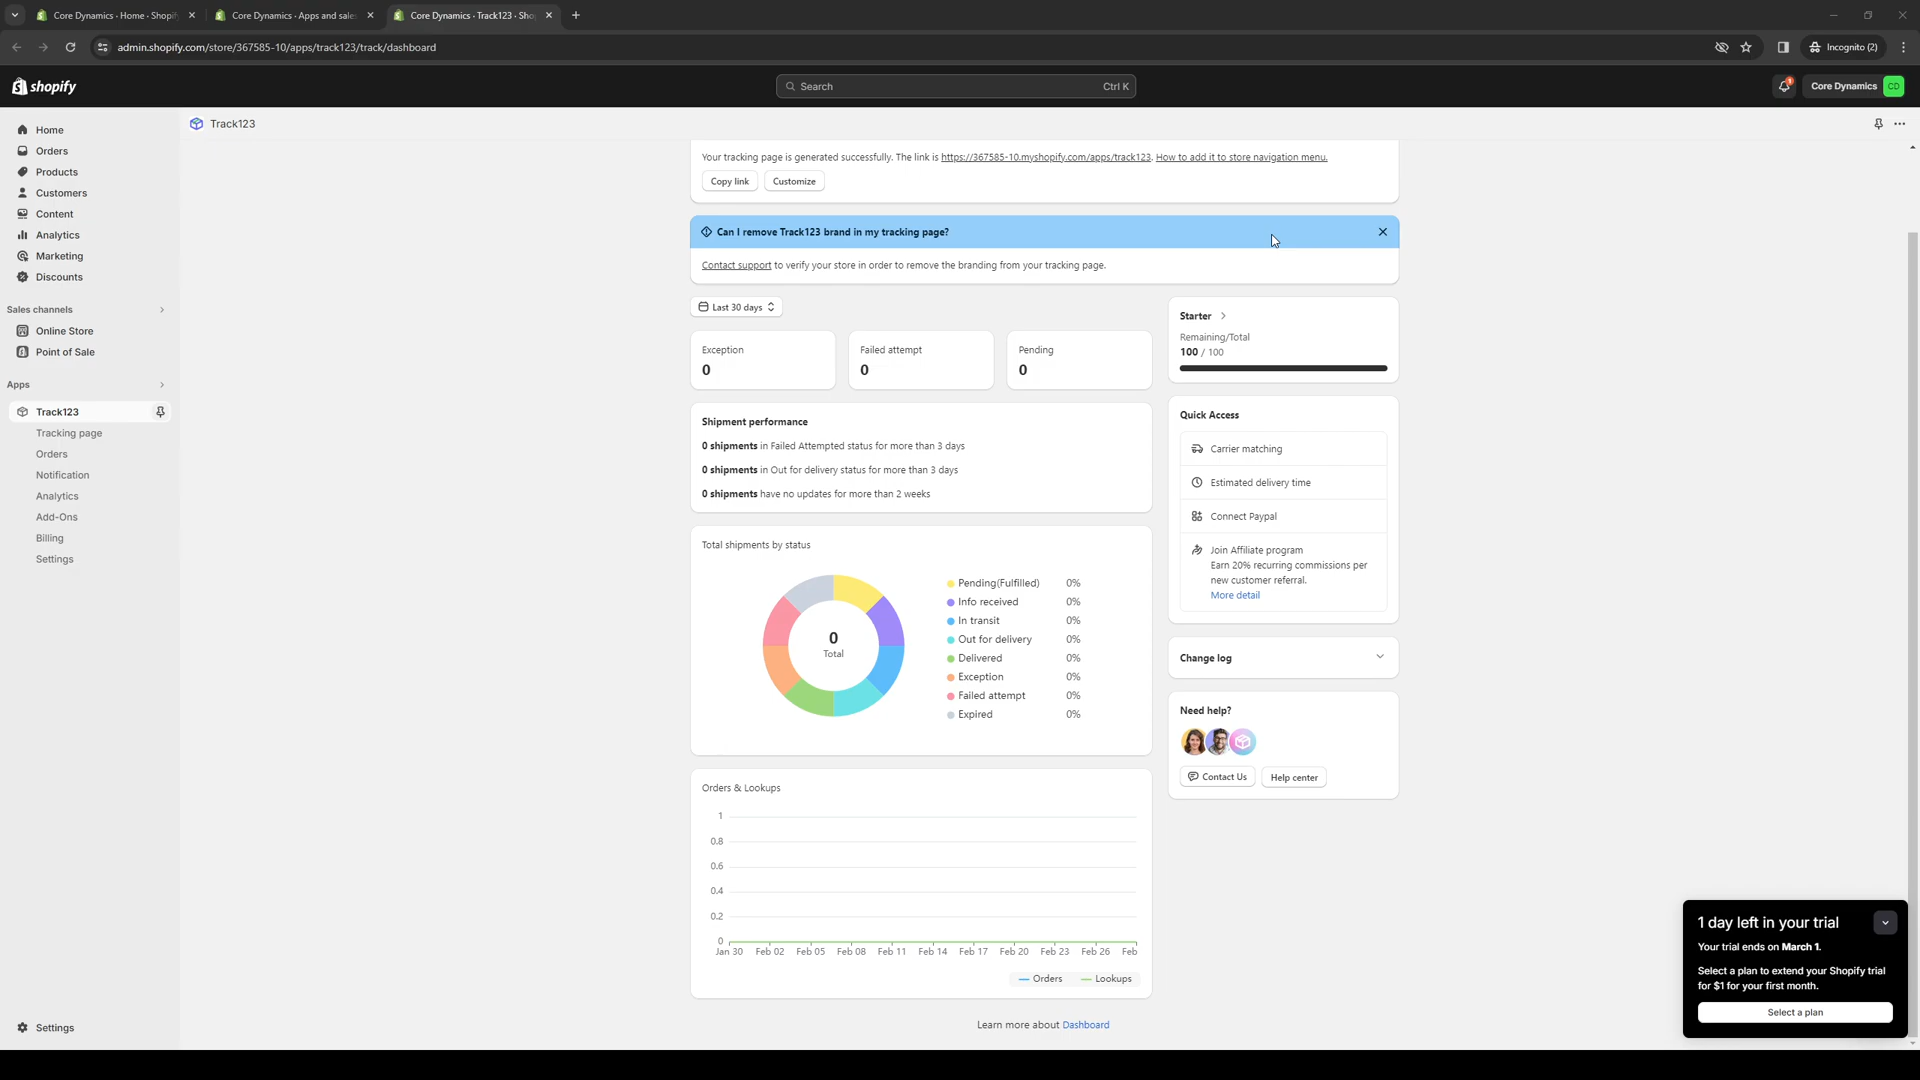 Core Dynamics · Home · Shopif
Core Dynamics · Apps and sales
Core Dynamics · Track123 · Sho
admin.shopify.com/store/367585-10/apps/track123/track/dashboard
Incognito (2)
shopify
Search
Ctrl K
Core Dynamics
CD
Track123
Home
Orders
Products
Customers
Content
Analytics
Marketing
Discounts
Sales channels
Online Store
Point of Sale
Apps
Track123
Tracking page
Orders
Notification
Analytics
Add-Ons
Billing
Settings
Settings
Your tracking page is generated successfully. The link is https://367585-10.myshopify.com/apps/track123. How to add it to store navigation menu.
Copy link
Customize
Can I remove Track123 brand in my tracking page?
Contact support to verify your store in order to remove the branding from your tracking page.
Last 30 days
Exception
0
Failed attempt
0
Pending
0
Shipment performance
0 shipments in Failed Attempted status for more than 3 days
0 shipments in Out for delivery status for more than 3 days
0 shipments have no updates for more than 2 weeks
Total shipments by status
0
Total
Pending(Fulfilled) 0%
Info received 0%
In transit 0%
Out for delivery 0%
Delivered 0%
Exception 0%
Failed attempt 0%
Expired 0%
Orders & Lookups
1
0.8
0.6
0.4
0.2
0
Jan 30 Feb 02 Feb 05 Feb 08 Feb 11 Feb 14 Feb 17 Feb 20 Feb 23 Feb 26 Feb
Orders
Lookups
Learn more about Dashboard
Starter
Remaining/Total
100 / 100
Quick Access
Carrier matching
Estimated delivery time
Connect Paypal
Join Affiliate program
Earn 20% recurring commissions per
new customer referral.
More detail
Change log
Need help?
Contact Us
Help center
1 day left in your trial
Your trial ends on March 1.
Select a plan to extend your Shopify trial
for $1 for your first month.
Select a plan